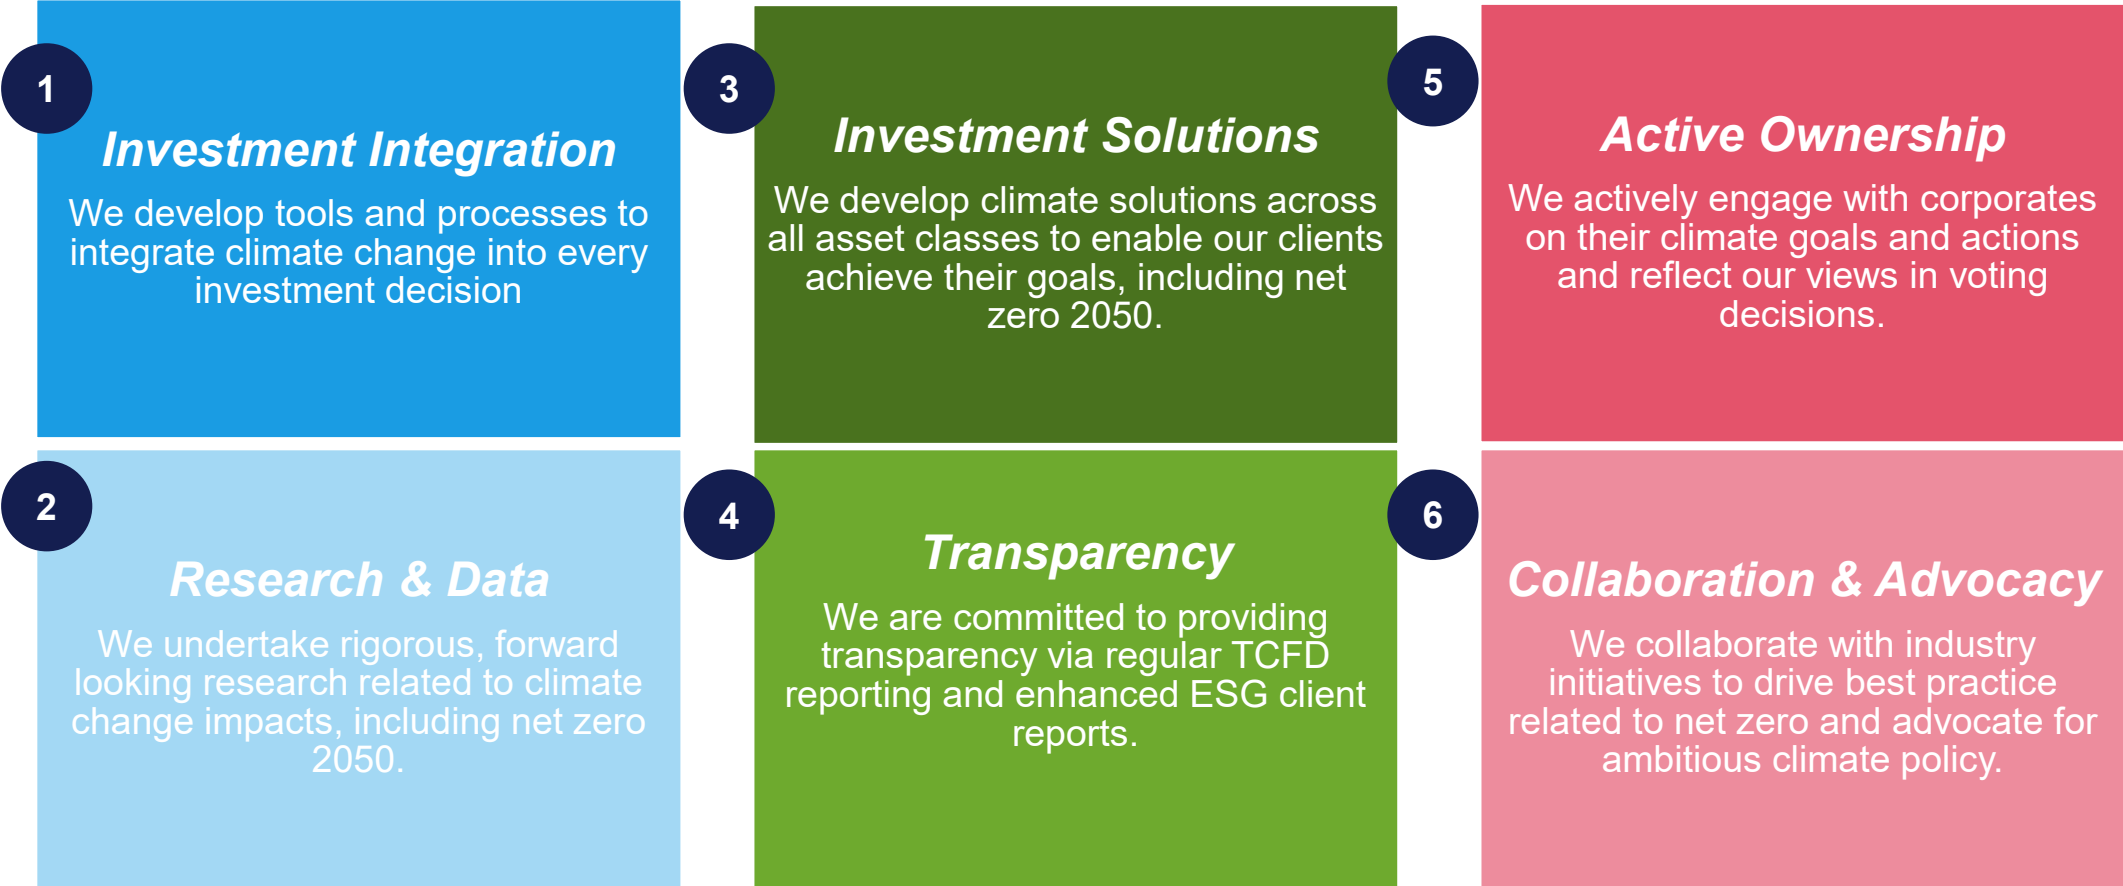 1
Investment Integration
We develop tools and processes to
integrate climate change into every
investment decision
2
Research & Data
We undertake rigorous, forward
looking research related to climate
change impacts, including net zero
2050.
3
Investment Solutions
We develop climate solutions across
all asset classes to enable our clients
achieve their goals, including net
zero 2050.
4
Transparency
We are committed to providing
transparency via regular TCFD
reporting and enhanced ESG client
reports.
5
Active Ownership
We actively engage with corporates
on their climate goals and actions
and reflect our views in voting
decisions.
6
Collaboration & Advocacy
We collaborate with industry
initiatives to drive best practice
related to net zero and advocate for
ambitious climate policy.